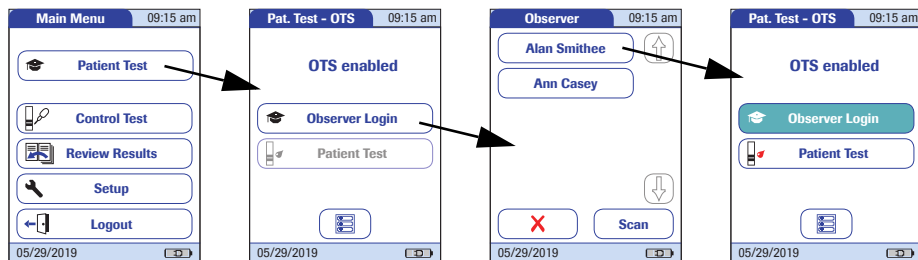 Main Menu 09:15 am
Patient Test
Control Test
Review Results
Setup
Logout
05/29/2019
Pat. Test - OTS 09:15 am
OTS enabled
Observer Login
Patient Test
05/29/2019
Observer 09:15 am
Alan Smithee
Ann Casey
Scan
05/29/2019
Pat. Test - OTS 09:15 am
OTS enabled
Observer Login
Patient Test
05/29/2019